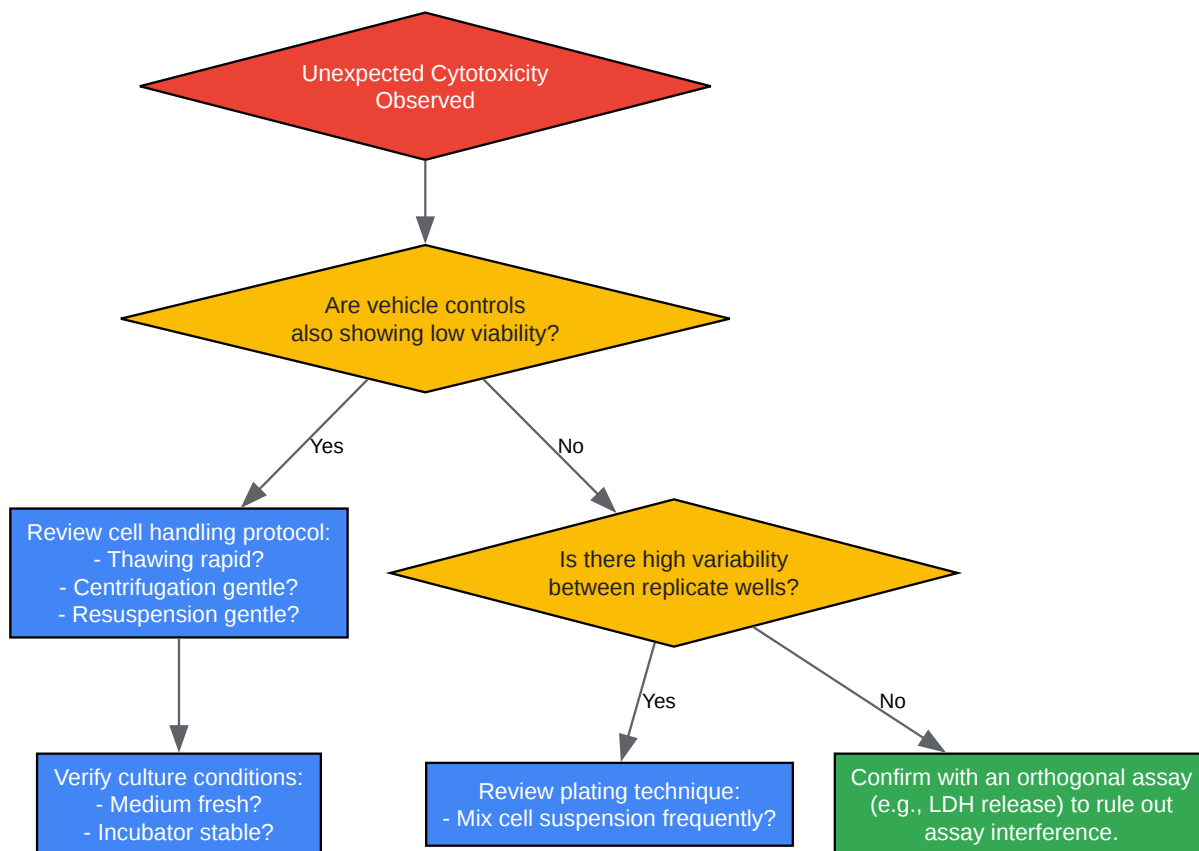 Unexpected Cytotoxicity
Observed
Are vehicle controls
also showing low viability?
Yes
No
Review cell handling protocol:
- Thawing rapid?
- Centrifugation gentle?
- Resuspension gentle?
Is there high variability
between replicate wells?
Yes
No
Verify culture conditions:
- Medium fresh?
- Incubator stable?
Review plating technique:
- Mix cell suspension frequently?
Confirm with an orthogonal assay
(e.g., LDH release) to rule out
assay interference.